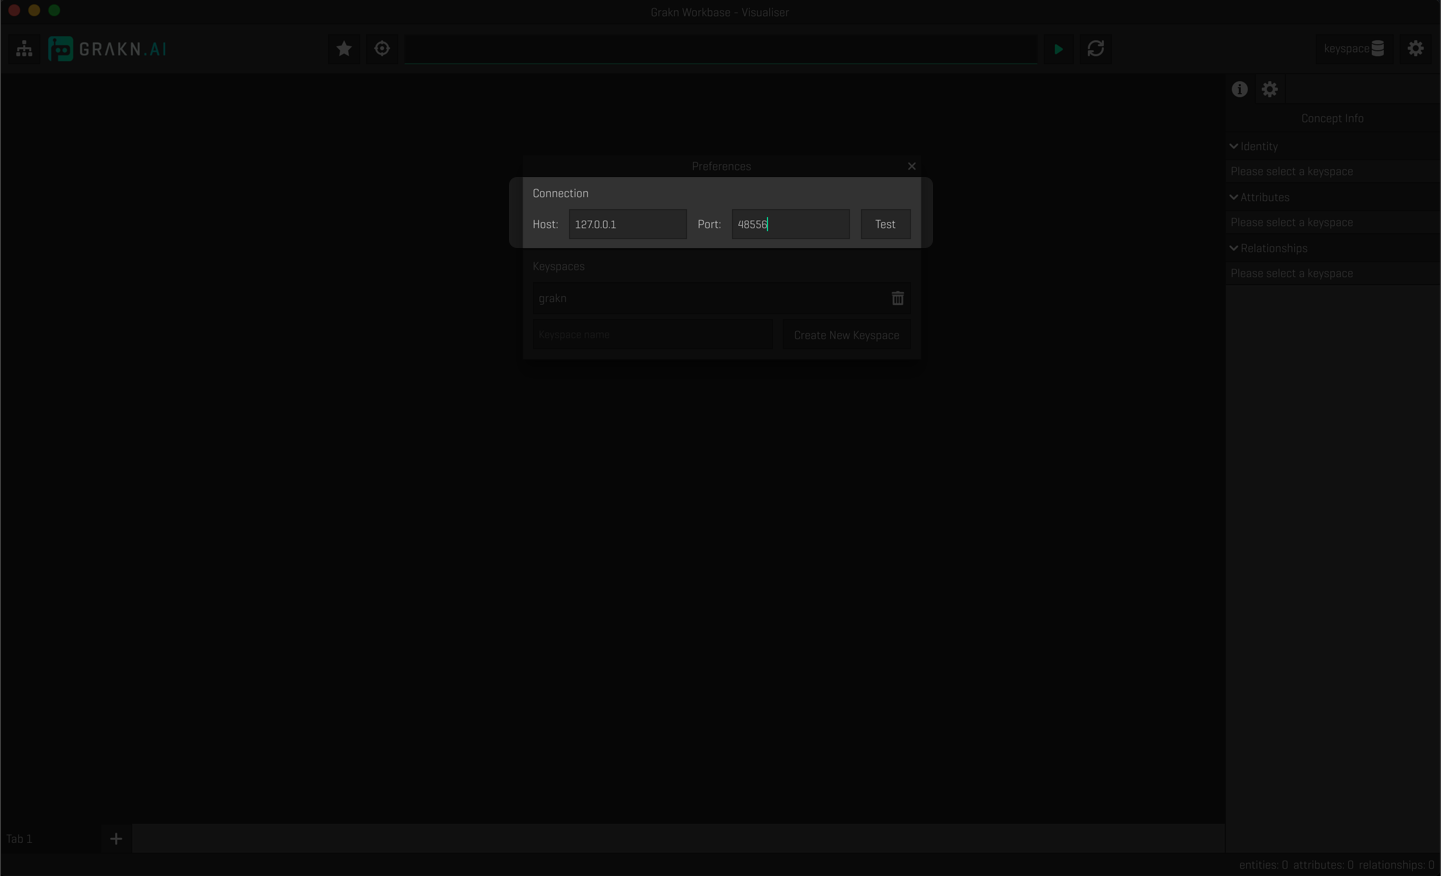 Grakn Workbase - Visualiser
GRAKN.AI
keyspace
Concept Info
Identity
Please select a keyspace
Attributes
Please select a keyspace
Relationships
Please select a keyspace
Preferences
Connection
Host: 127.0.0.1 Port: 48556 Test
Keyspaces
grakn
Keyspace name Create New Keyspace
Tab 1
entities: 0 attributes: 0 relationships: 0